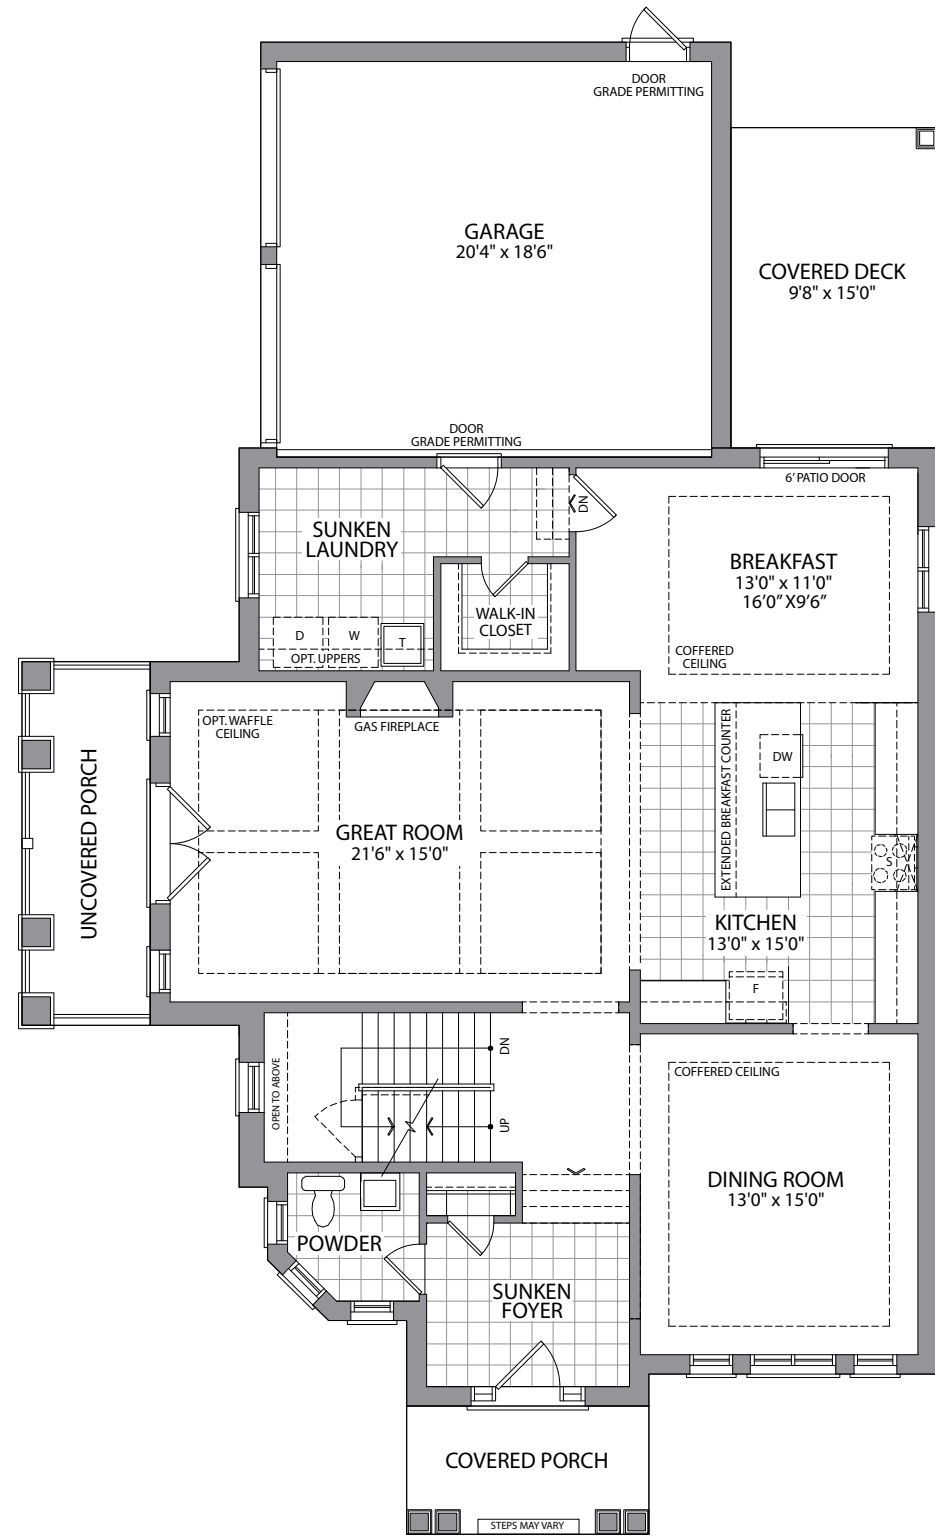 DOOR
GRADE PERMITTING
GARAGE
20'4" x 18'6"
COVERED DECK
9'8" x 15'0"
DOOR
GRADE PERMITTING
6' PATIO DOOR
DN
SUNKEN
LAUNDRY
BREAKFAST
13'0" x 11'0"
16'0” X9’6”
WALK-IN
CLOSET
D
W
T
OPT. UPPERS
COFFERED
CEILING
OPT. WAFFLE
CEILING
GAS FIREPLACE
UNCOVERED PORCH
GREAT ROOM
21'6" x 15'0"
EXTENDED BREAKFAST COUNTER
DW
S
KITCHEN
13'0" x 15'0"
F
OPEN TO ABOVE
DN
UP
COFFERED CEILING
DINING ROOM
13'0" x 15'0"
POWDER
SUNKEN
FOYER
COVERED PORCH
STEPS MAY VARY